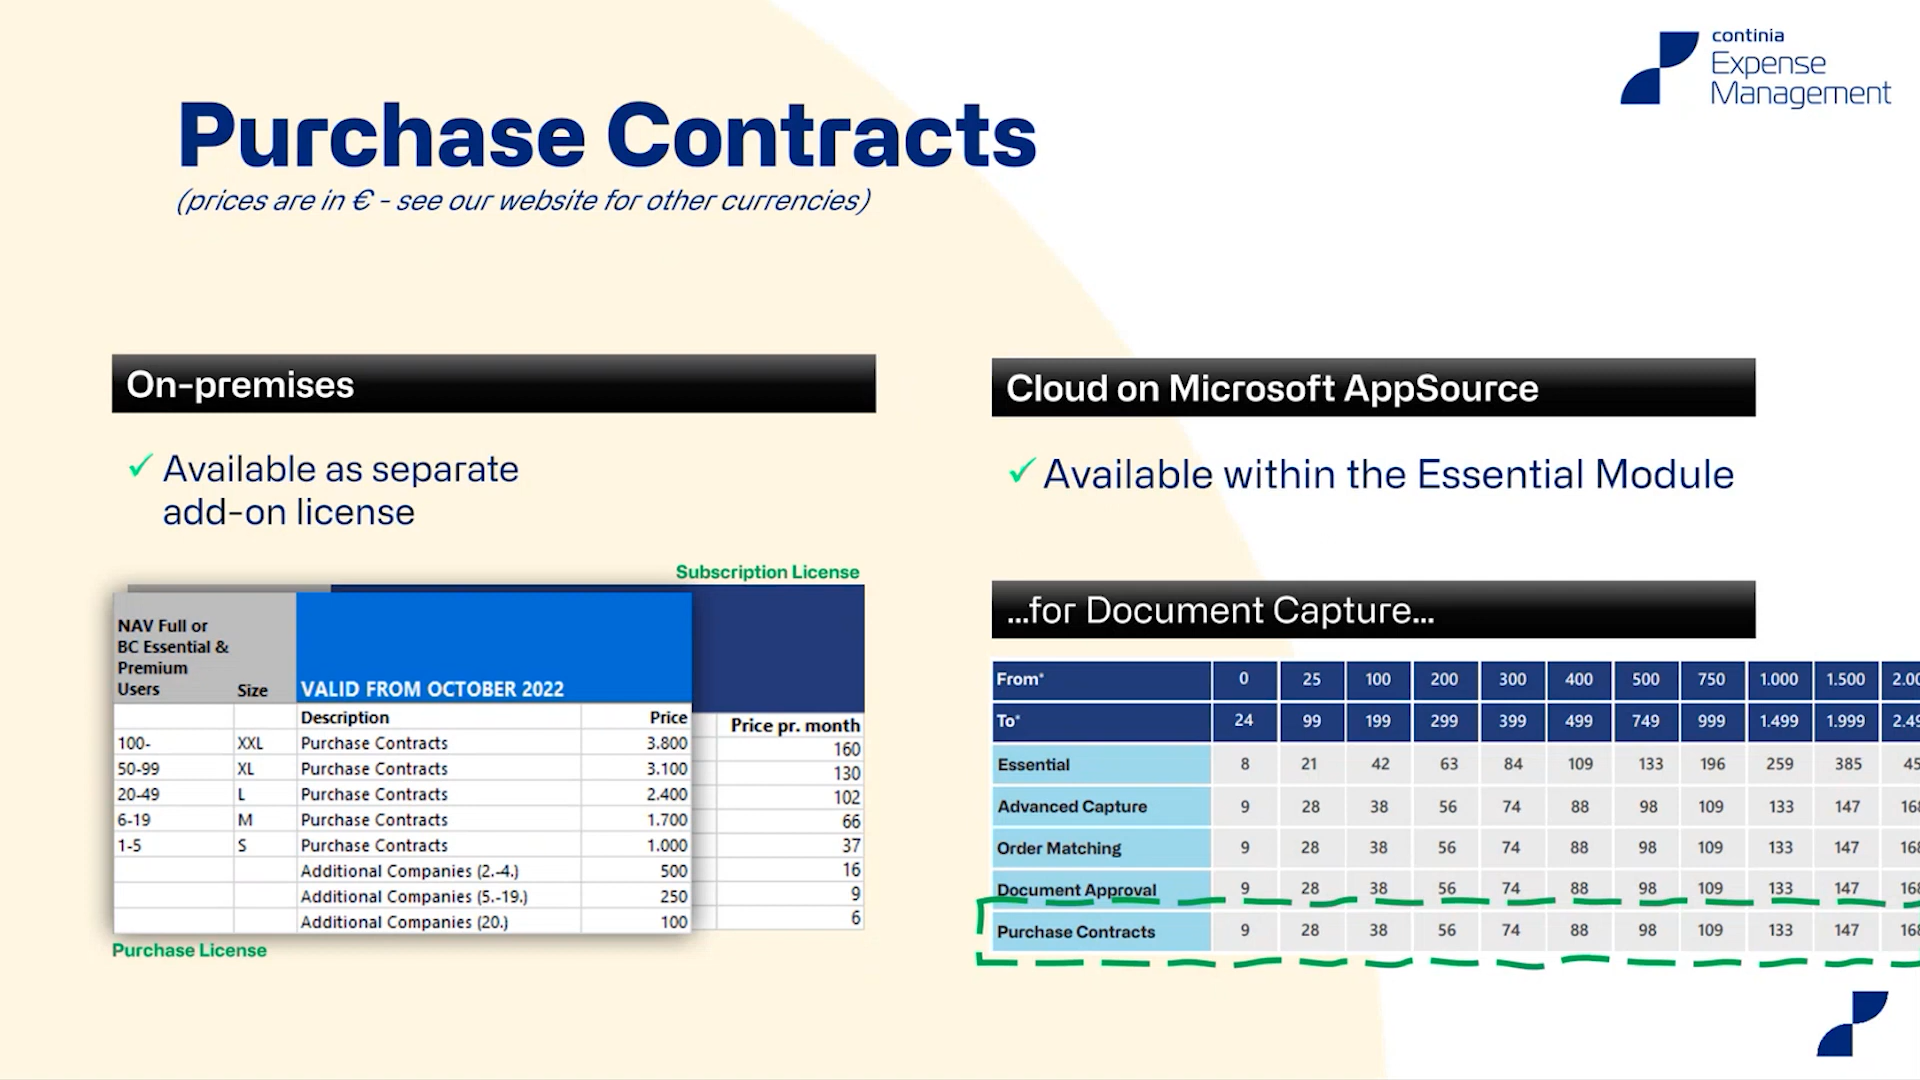 continia
Expense
Management
Purchase Contracts
(prices are in € - see our website for other currencies)
On-premises
✓ Available as separate
add-on license
Subscription License
NAV Full or
BC Essential &
Premium
Users Size VALID FROM OCTOBER 2022
Description Price
100- XXL Purchase Contracts 3.800
50-99 XL Purchase Contracts 3.100
20-49 L Purchase Contracts 2.400
6-19 M Purchase Contracts 1.700
1-5 S Purchase Contracts 1.000
Additional Companies (2.-4.) 500
Additional Companies (5.-19.) 250
Additional Companies (20.) 100
Price pr. month
160
130
102
66
37
16
9
6
Purchase License
Cloud on Microsoft AppSource
✓ Available within the Essential Module
...for Document Capture...
From* 0 25 100 200 300 400 500 750 1.000 1.500
To* 24 99 199 299 399 499 749 999 1.499 1.999
Essential 8 21 42 63 84 109 133 196 259 385
Advanced Capture 9 28 38 56 74 88 98 109 133 147
Order Matching 9 28 38 56 74 88 98 109 133 147
Document Approval 9 28 38 56 74 88 98 109 133 147
Purchase Contracts 9 28 38 56 74 88 98 109 133 147